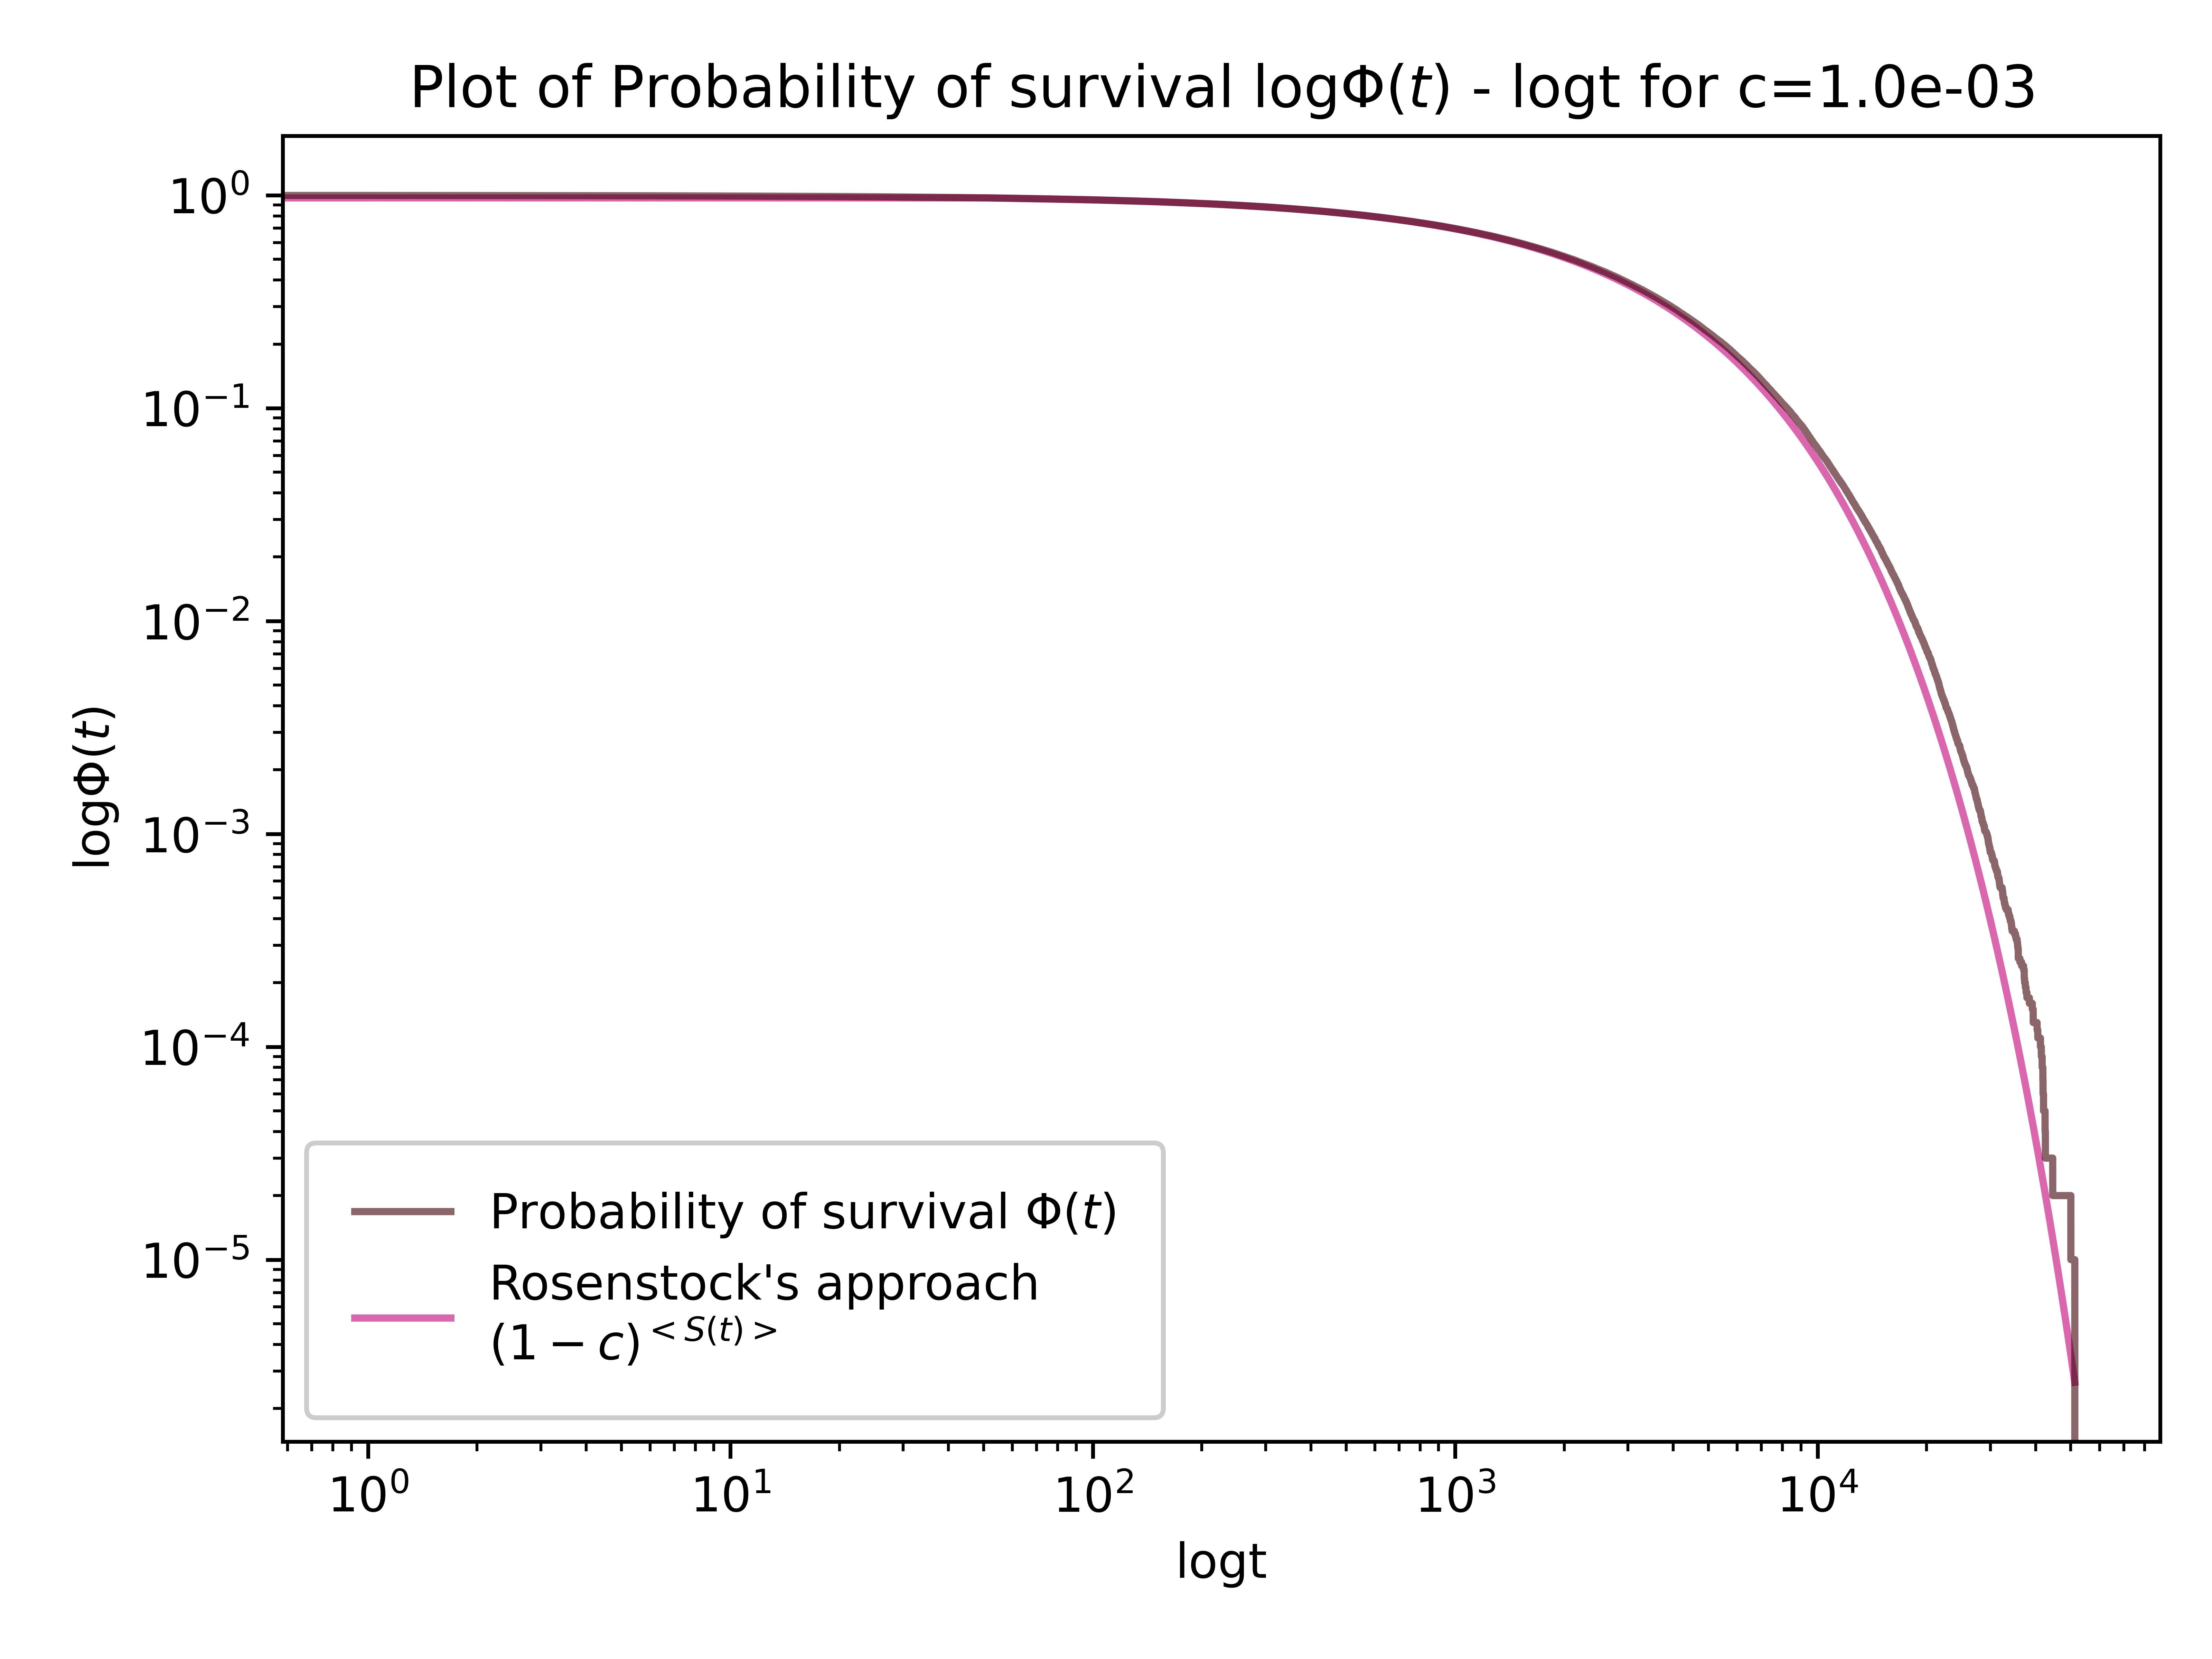 Plot of Probability of survival logΦ(t) - logt for c=1.0e-03
logΦ(t)
10⁰
10⁻¹
10⁻²
10⁻³
10⁻⁴
10⁻⁵
Probability of survival Φ(t)
Rosenstock's approach
(1 − c)^{<S(t)>}
10⁰ 10¹ 10² 10³ 10⁴
logt